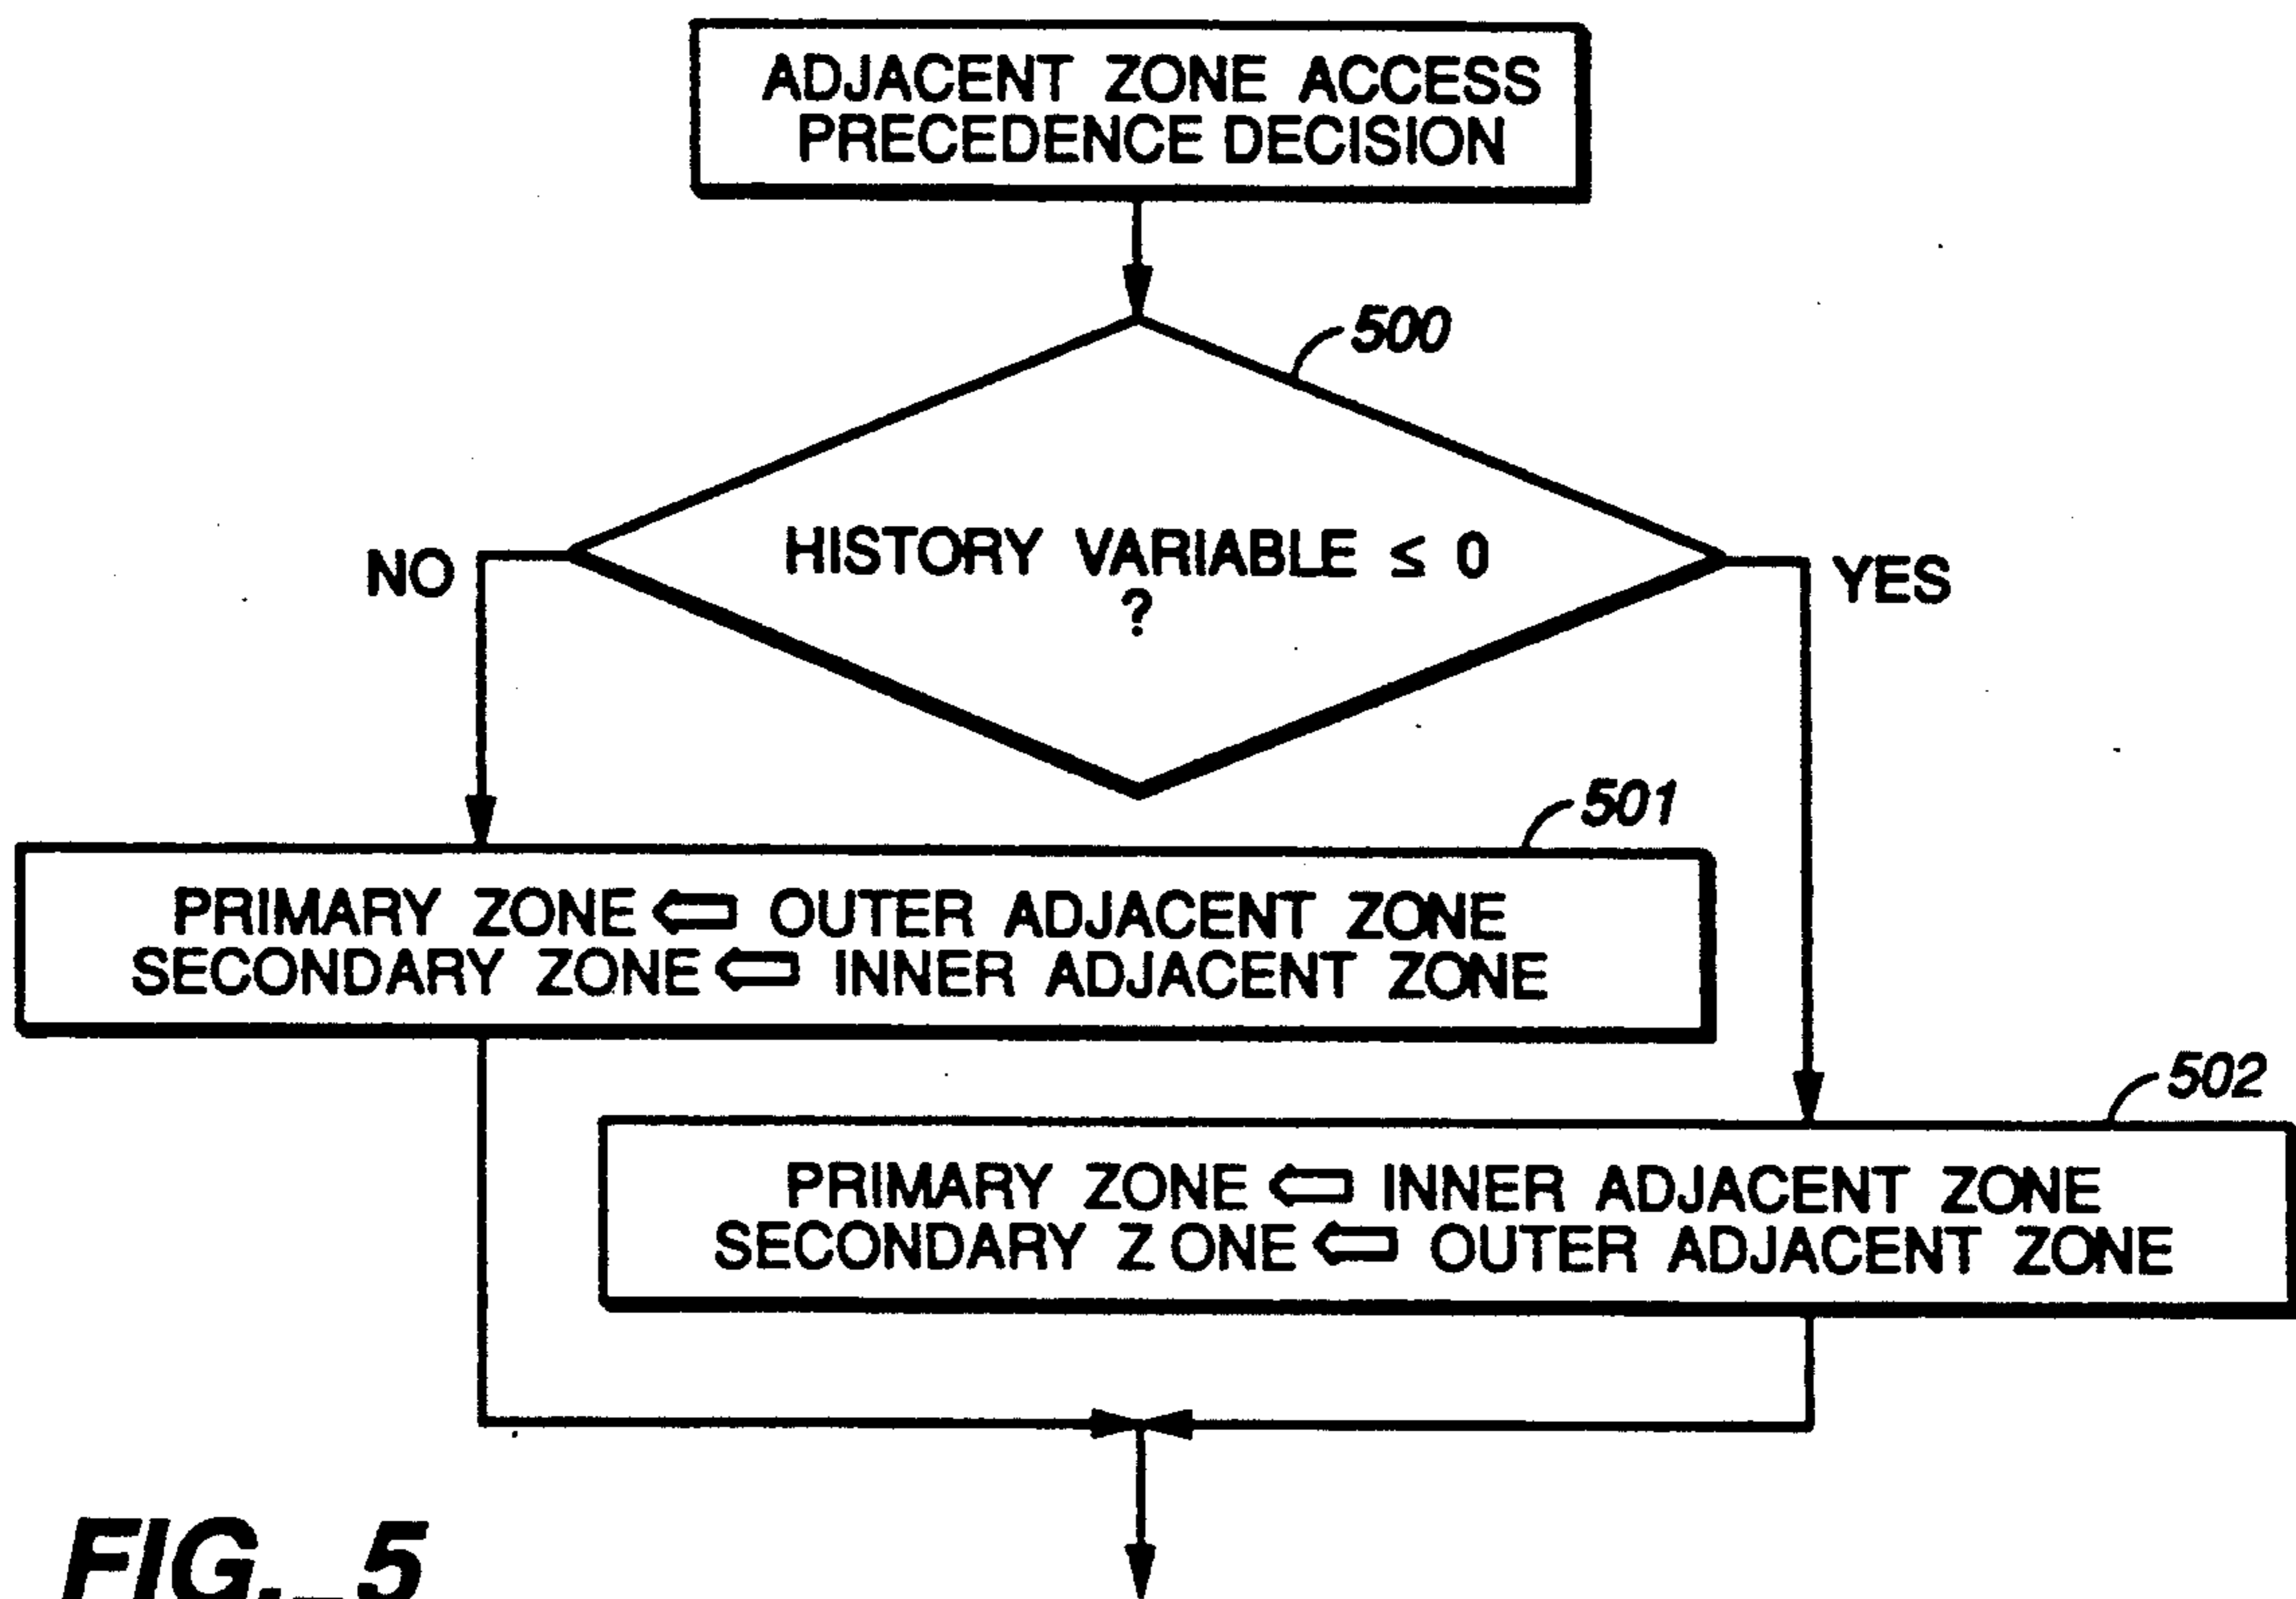 ADJACENT ZONE ACCESS
PRECEDENCE DECISION
500
HISTORY VARIABLE ≤ 0
?
NO
YES
501
PRIMARY ZONE ⇦ OUTER ADJACENT ZONE
SECONDARY ZONE ⇦ INNER ADJACENT ZONE
502
PRIMARY ZONE ⇦ INNER ADJACENT ZONE
SECONDARY Z ONE ⇦ OUTER ADJACENT ZONE
FIG._5